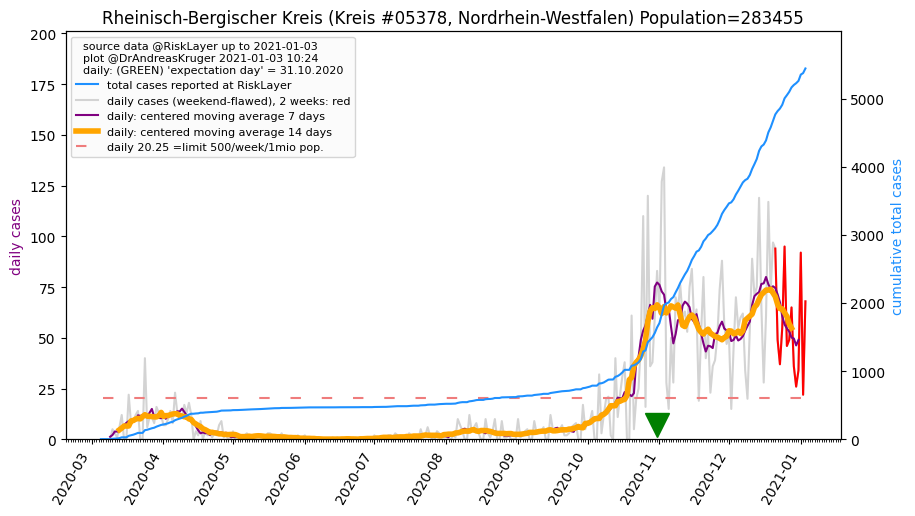 Rheinisch-Bergischer Kreis (Kreis #05378, Nordrhein-Westfalen) Population=283455
source data @RiskLayer up to 2021-01-03
plot @DrAndreasKruger 2021-01-03 10:24
daily: (GREEN) 'expectation day' = 31.10.2020
total cases reported at RiskLayer
daily cases (weekend-flawed), 2 weeks: red
daily: centered moving average 7 days
daily: centered moving average 14 days
daily 20.25 =limit 500/week/1mio pop.
daily cases
200
175
150
125
100
75
50
25
0
cumulative total cases
5000
4000
3000
2000
1000
0
2020-03
2020-04
2020-05
2020-06
2020-07
2020-08
2020-09
2020-10
2020-11
2020-12
2021-01